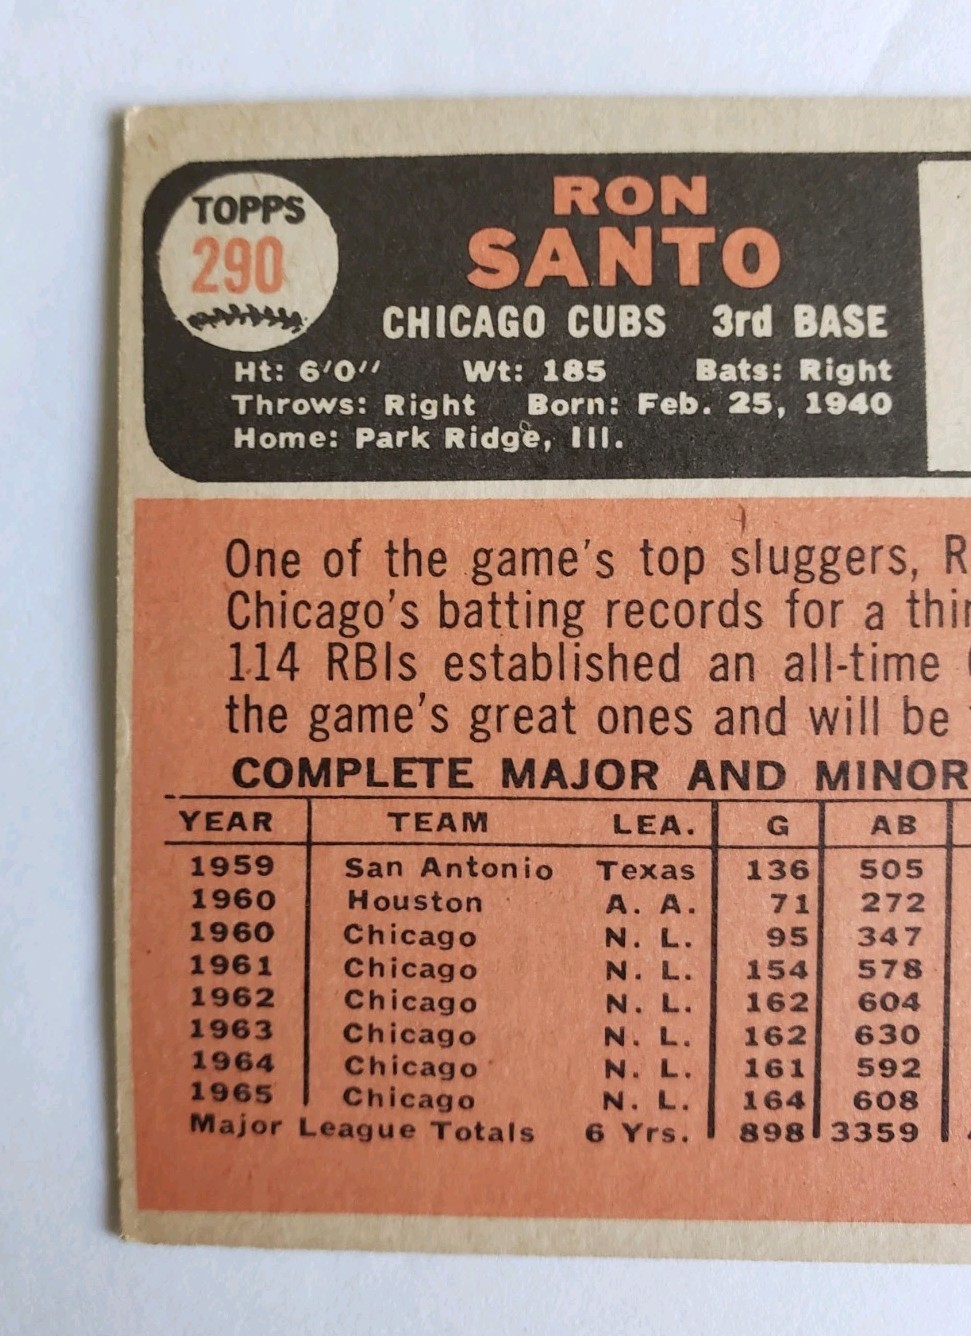 TOPPS
290
RON
SANTO
CHICAGO CUBS 3rd BASE
Ht: 6'0'' Wt: 185 Bats: Right
Throws: Right Born: Feb. 25, 1940
Home: Park Ridge, Ill.
One of the game's top sluggers,
Chicago's batting records for a
114 RBIs established an all-time
the game's great ones and will be
COMPLETE MAJOR AND MINOR
YEAR TEAM LEA. G AB
1959 San Antonio Texas 136 505
1960 Houston A. A. 71 272
1960 Chicago N. L. 95 347
1961 Chicago N. L. 154 578
1962 Chicago N. L. 162 604
1963 Chicago N. L. 162 630
1964 Chicago N. L. 161 592
1965 Chicago N. L. 164 608
Major League Totals 6 Yrs. 898 3359